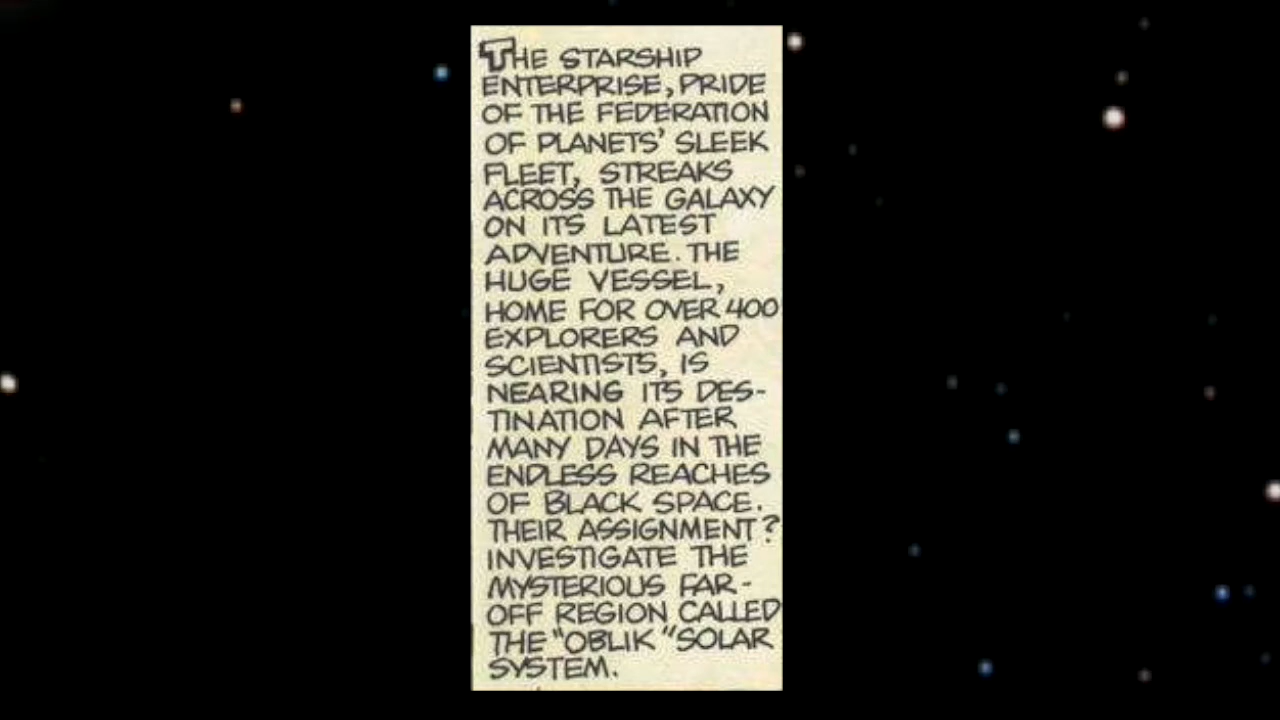 THE STARSHIP
ENTERPRISE, PRIDE
OF THE FEDERATION
OF PLANETS' SLEEK
FLEET, STREAKS
ACROSS THE GALAXY
ON ITS LATEST
ADVENTURE. THE
HUGE VESSEL,
HOME FOR OVER 400
EXPLORERS AND
SCIENTISTS, IS
NEARING ITS DES-
TINATION AFTER
MANY DAYS IN THE
ENDLESS REACHES
OF BLACK SPACE.
THEIR ASSIGNMENT?
INVESTIGATE THE
MYSTERIOUS FAR-
OFF REGION CALLED
THE "OBLIK" SOLAR
SYSTEM.